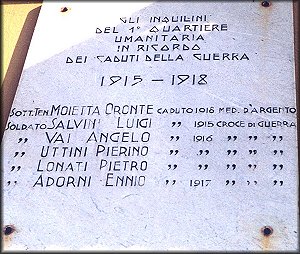 GLI INQUILINI
DEL 1° QUARTIERE
UMANITARIA
IN RICORDO
DEI CADUTI DELLA GUERRA
1915 — 1918
SOTT.TEN MOIETTA ORONTE CADUTO 1918 MED. D'ARGENTO
SOLDATO SALVINI LUIGI „ 1915 CROCE DI GUERRA
„ VAI ANGELO „ 1916 „ „ „
„ UTTINI PIERINO „ „ „ „ „
„ LONATI PIETRO „ „ „ „ „
„ ADORNI ENNIO „ 1917 „ „ „